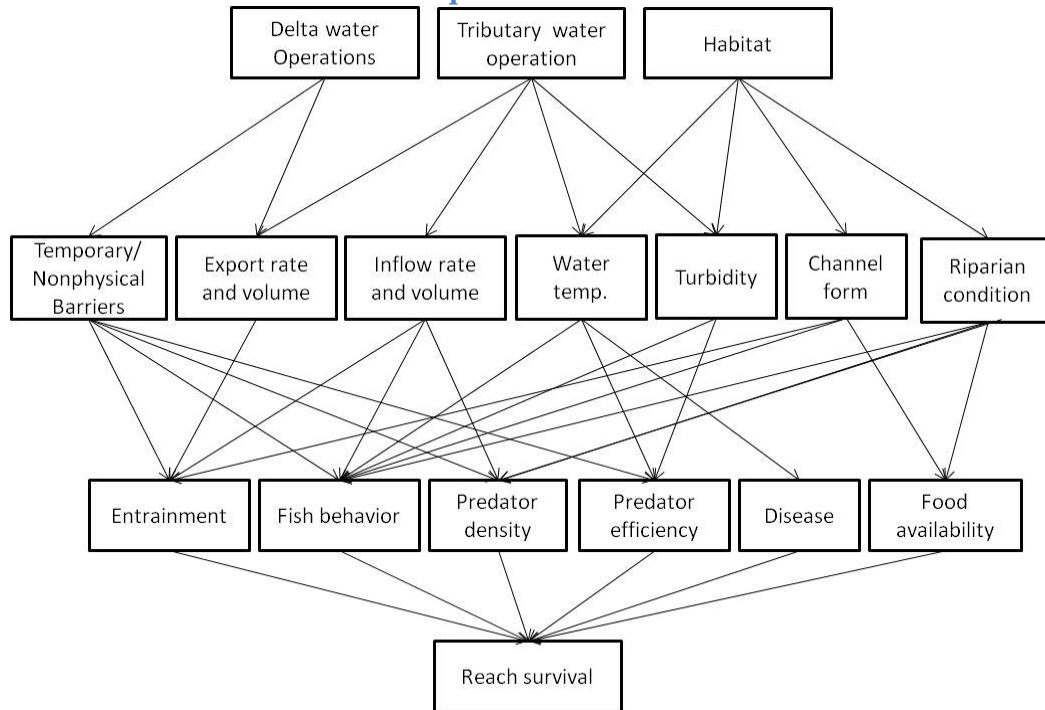 Delta water
Operations
Tributary water
operation
Habitat
Temporary/
Nonphysical
Barriers
Export rate
and volume
Inflow rate
and volume
Water
temp.
Turbidity
Channel
form
Riparian
condition
Entrainment
Fish behavior
Predator
density
Predator
efficiency
Disease
Food
availability
Reach survival